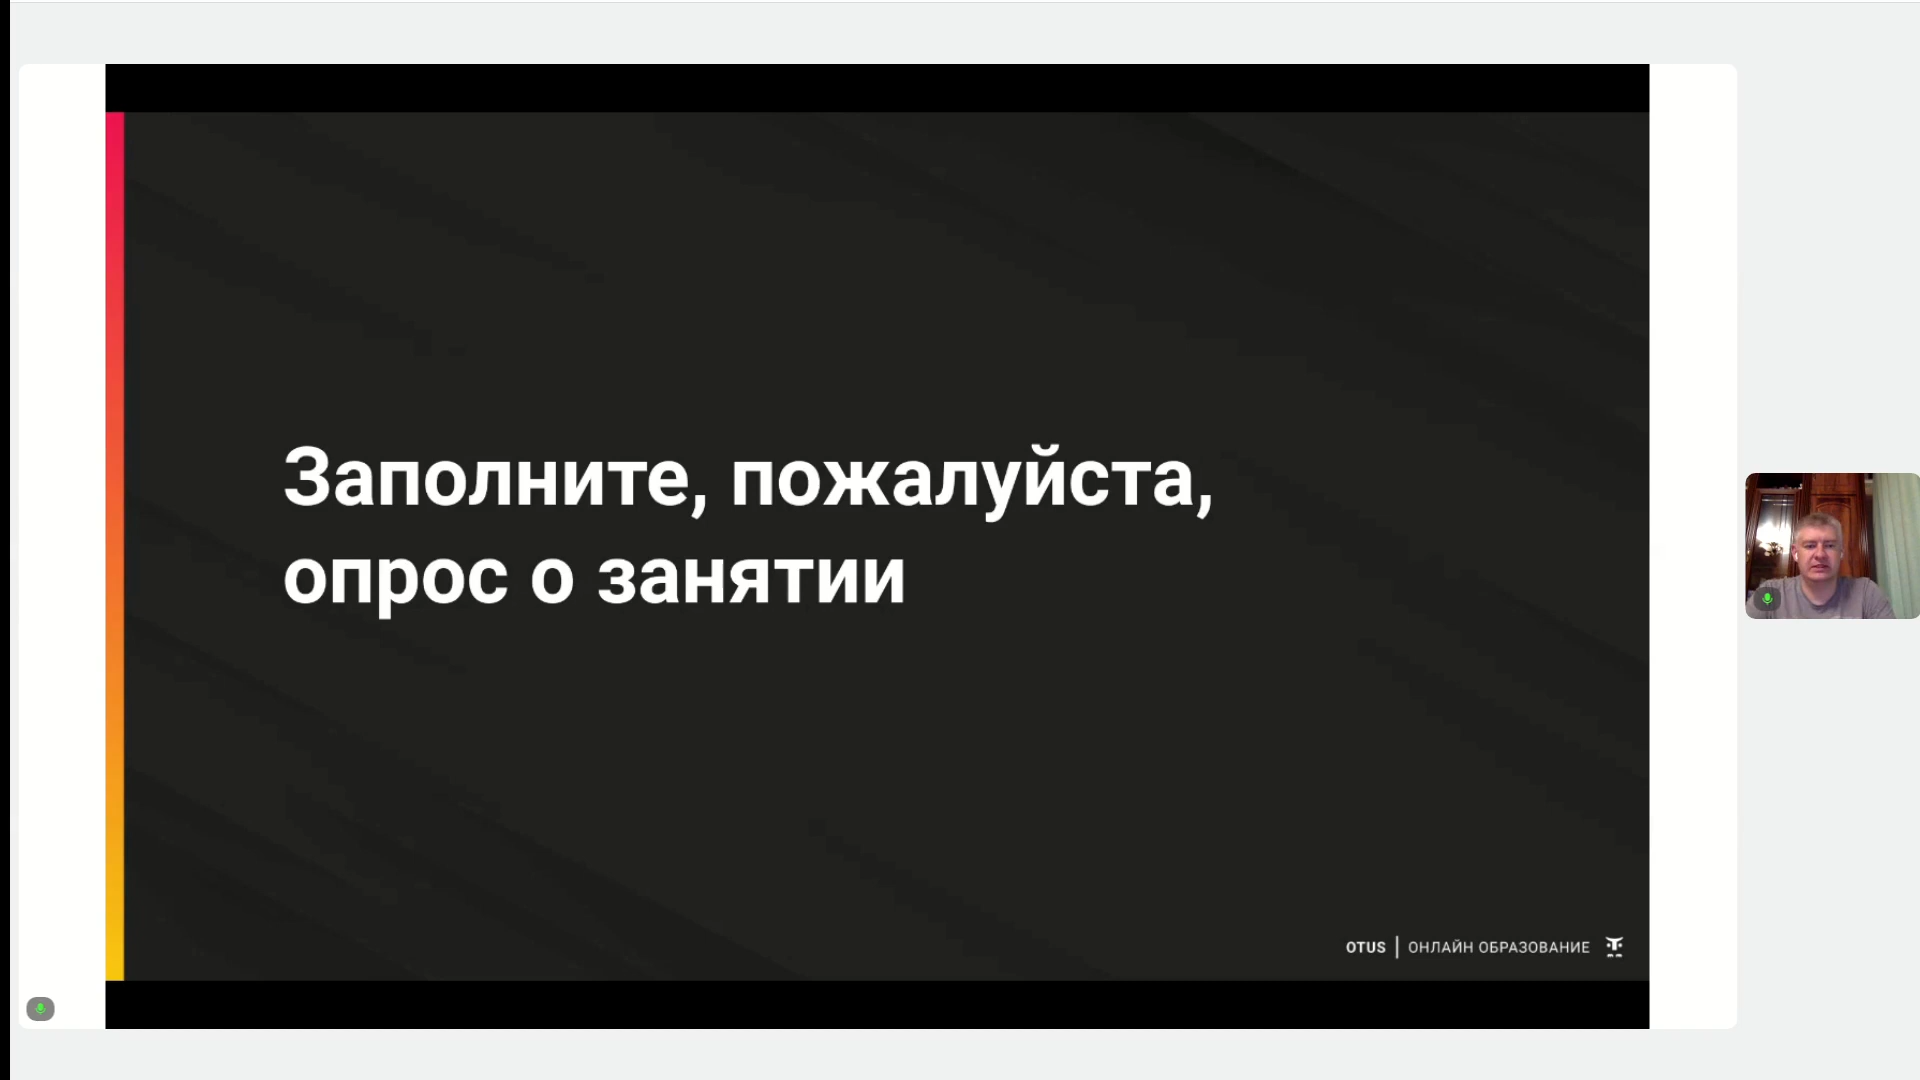 Заполните, пожалуйста,
опрос о занятии
OTUS | ОНЛАЙН ОБРАЗОВАНИЕ